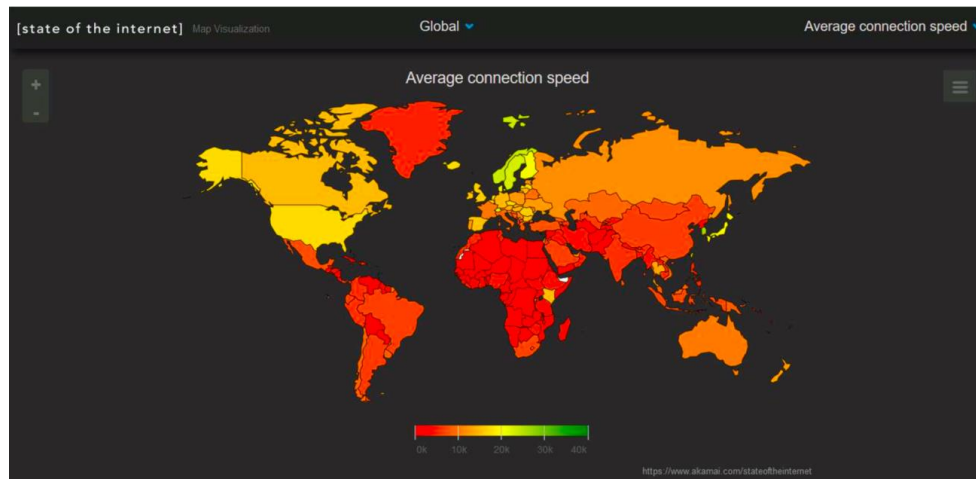 [state of the internet] Map Visualization Global Average connection speed
+
-
Average connection speed
0k 10k 20k 30k 40k
https://www.akamai.com/stateoftheinternet